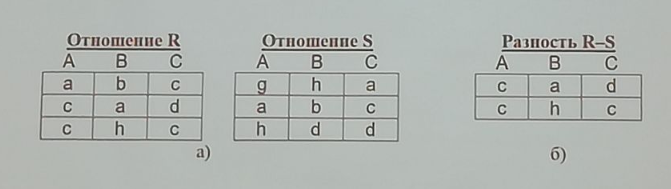 Отношение R Отношение S Разность R–S
A B C A B C A B C
a b c g h a c a d
c a d a b c c h c
c h c h d d
а) б)